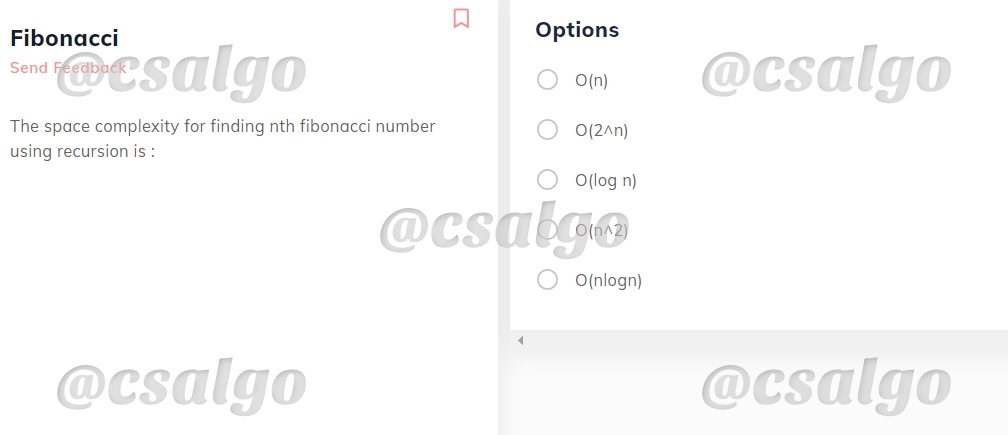 Fibonacci
Send Feedback
@csalgo
The space complexity for finding nth fibonacci number
using recursion is :
Options
@csalgo
O(n)
O(2^n)
O(log n)
@csalgo
O(n^2)
O(nlogn)
@csalgo
@csalgo